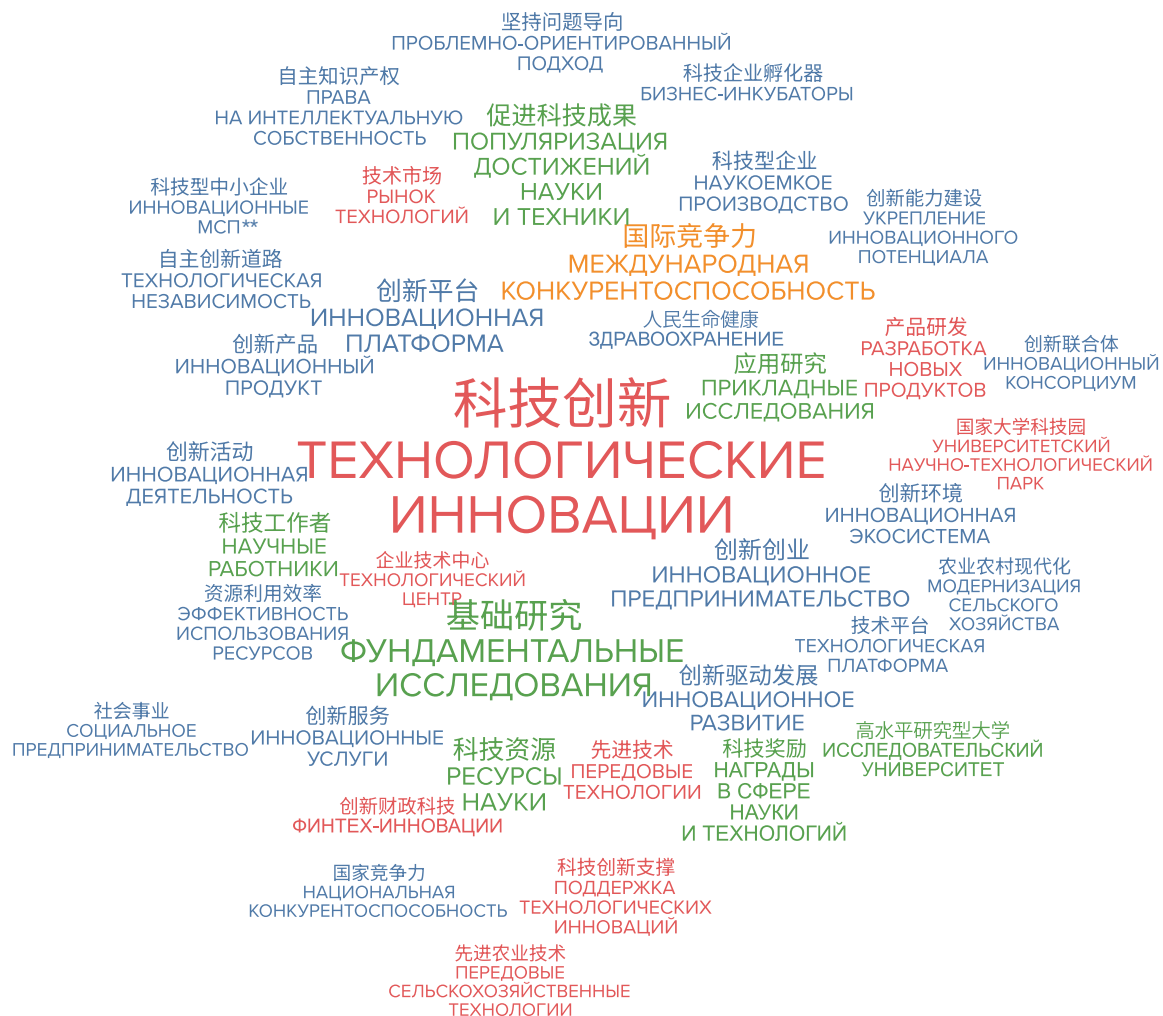 坚持问题导向
ПРОБЛЕМНО-ОРИЕНТИРОВАННЫЙ
ПОДХОД
科技企业孵化器
БИЗНЕС-ИНКУБАТОРЫ
自主知识产权
ПРАВА
НА ИНТЕЛЛЕКТУАЛЬНУЮ
СОБСТВЕННОСТЬ
促进科技成果
ПОПУЛЯРИЗАЦИЯ
ДОСТИЖЕНИЙ
НАУКИ
И ТЕХНИКИ
科技型企业
НАУКОЕМКОЕ
ПРОИЗВОДСТВО
技术市场
РЫНОК
ТЕХНОЛОГИЙ
科技型中小企业
ИННОВАЦИОННЫЕ
МСП**
创新能力建设
УКРЕПЛЕНИЕ
ИННОВАЦИОННОГО
ПОТЕНЦИАЛА
国际竞争力
МЕЖДУНАРОДНАЯ
КОНКУРЕНТОСПОСОБНОСТЬ
自主创新道路
ТЕХНОЛОГИЧЕСКАЯ
НЕЗАВИСИМОСТЬ
创新平台
ИННОВАЦИОННАЯ
ПЛАТФОРМА
人民生命健康
ЗДРАВООХРАНЕНИЕ
产品研发
РАЗРАБОТКА
НОВЫХ
ПРОДУКТОВ
创新联合体
ИННОВАЦИОННЫЙ
КОНСОРЦИУМ
创新产品
ИННОВАЦИОННЫЙ
ПРОДУКТ
应用研究
ПРИКЛАДНЫЕ
ИССЛЕДОВАНИЯ
科技创新
ТЕХНОЛОГИЧЕСКИЕ
ИННОВАЦИИ
国家大学科技园
УНИВЕРСИТЕТСКИЙ
НАУЧНО-ТЕХНОЛОГИЧЕСКИЙ
ПАРК
创新活动
ИННОВАЦИОННАЯ
ДЕЯТЕЛЬНОСТЬ
创新环境
ИННОВАЦИОННАЯ
ЭКОСИСТЕМА
科技工作者
НАУЧНЫЕ
РАБОТНИКИ
企业技术中心
ТЕХНОЛОГИЧЕСКИЙ
ЦЕНТР
创新创业
ИННОВАЦИОННОЕ
ПРЕДПРИНИМАТЕЛЬСТВО
农业农村现代化
МОДЕРНИЗАЦИЯ
СЕЛЬСКОГО
ХОЗЯЙСТВА
资源利用效率
ЭФФЕКТИВНОСТЬ
ИСПОЛЬЗОВАНИЯ
РЕСУРСОВ
基础研究
ФУНДАМЕНТАЛЬНЫЕ
ИССЛЕДОВАНИЯ
技术平台
ТЕХНОЛОГИЧЕСКАЯ
ПЛАТФОРМА
创新驱动发展
ИННОВАЦИОННОЕ
РАЗВИТИЕ
社会事业
СОЦИАЛЬНОЕ
ПРЕДПРИНИМАТЕЛЬСТВО
创新服务
ИННОВАЦИОННЫЕ
УСЛУГИ
科技资源
РЕСУРСЫ
НАУКИ
先进技术
ПЕРЕДОВЫЕ
ТЕХНОЛОГИИ
科技奖励
НАГРАДЫ
В СФЕРЕ
НАУКИ
И ТЕХНОЛОГИЙ
高水平研究型大学
ИССЛЕДОВАТЕЛЬСКИЙ
УНИВЕРСИТЕТ
创新财政科技
ФИНТЕХ-ИННОВАЦИИ
国家竞争力
НАЦИОНАЛЬНАЯ
КОНКУРЕНТОСПОСОБНОСТЬ
科技创新支撑
ПОДДЕРЖКА
ТЕХНОЛОГИЧЕСКИХ
ИННОВАЦИЙ
先进农业技术
ПЕРЕДОВЫЕ
СЕЛЬСКОХОЗЯЙСТВЕННЫЕ
ТЕХНОЛОГИИ